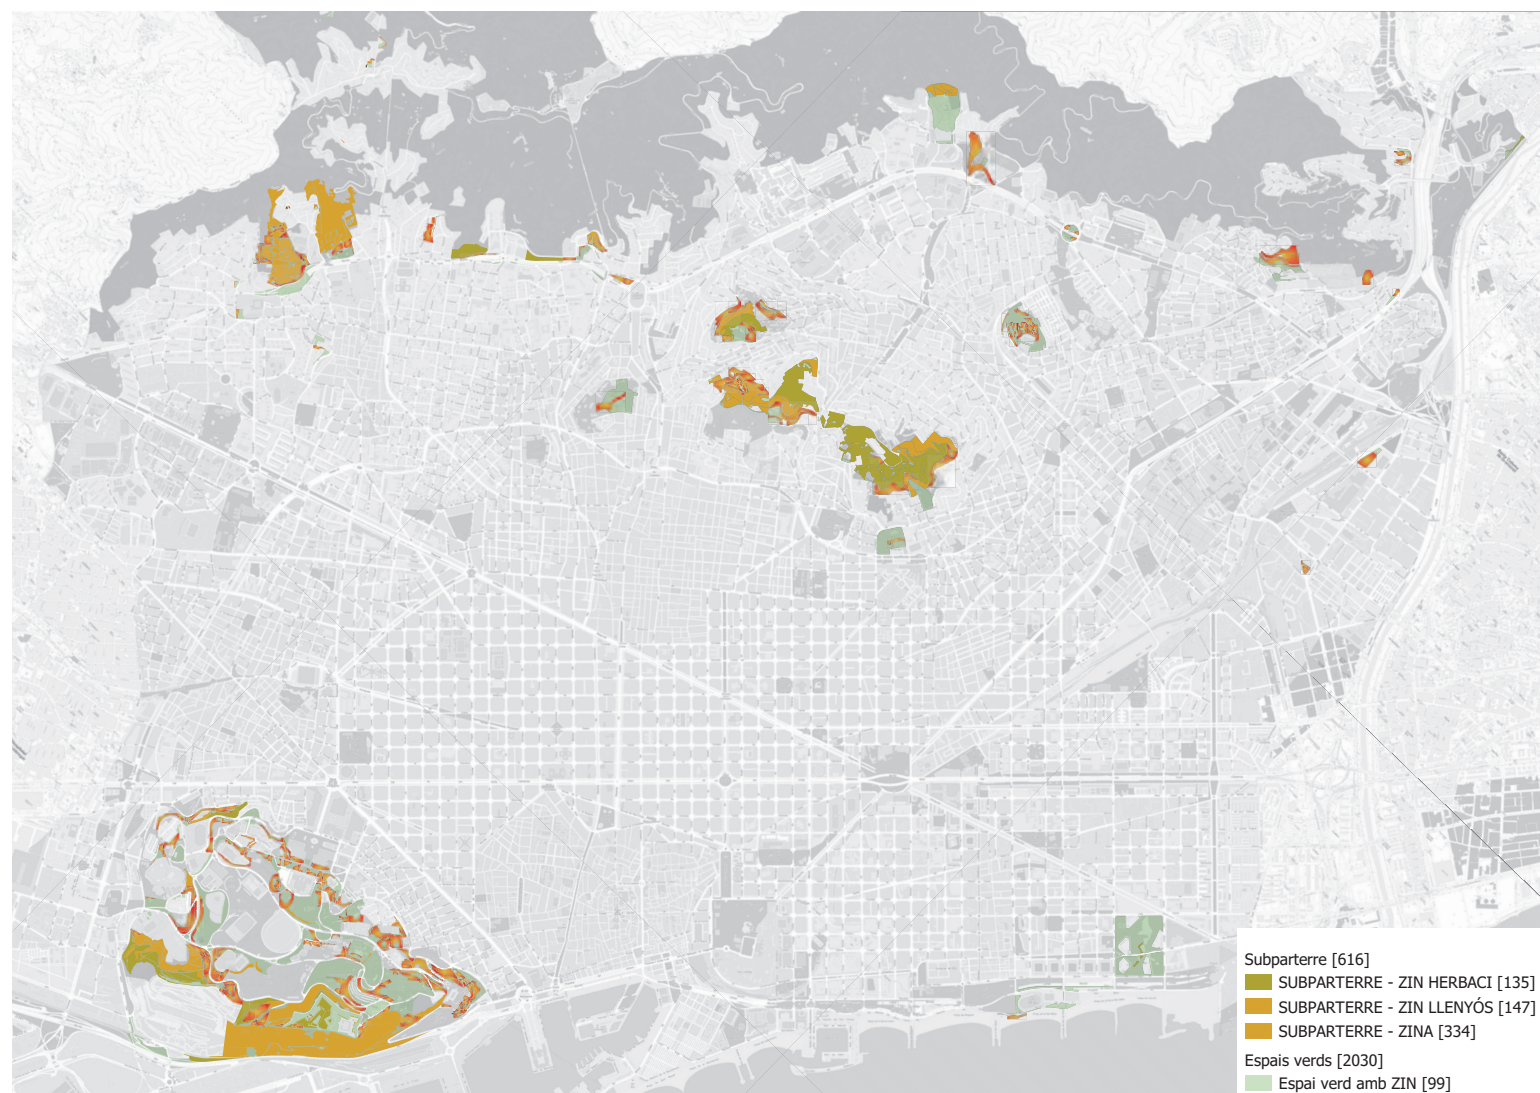 Subparterre [616]
SUBPARTERRE - ZIN HERBACI [135]
SUBPARTERRE - ZIN LLENYÓS [147]
SUBPARTERRE - ZINA [334]
Espais verds [2030]
Espai verd amb ZIN [99]